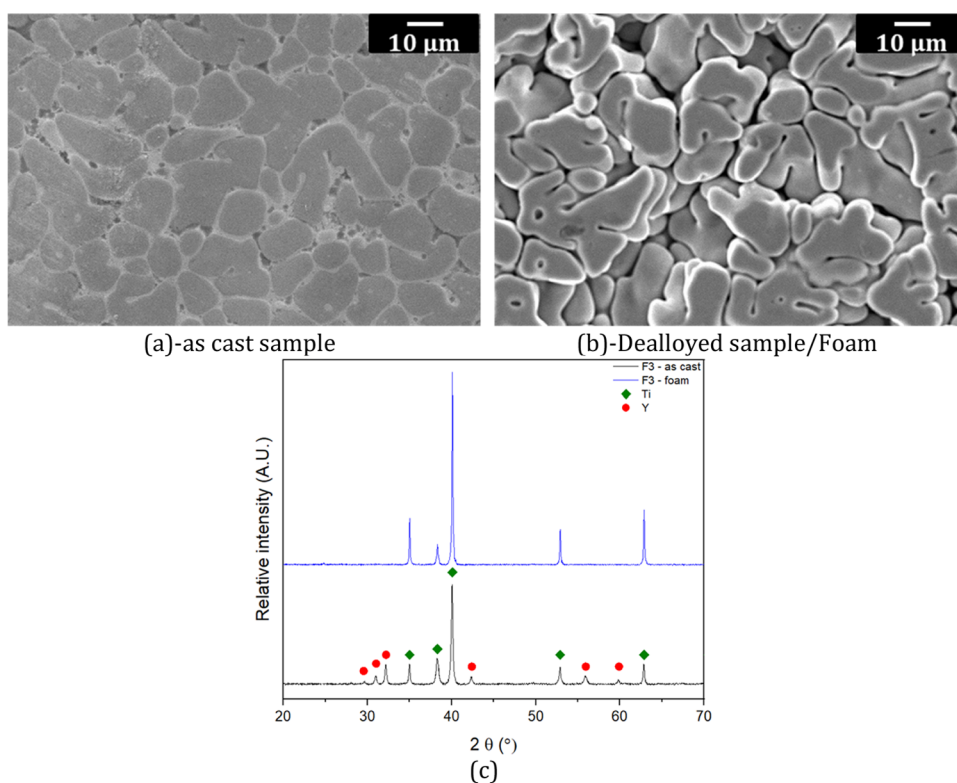 10 μm
10 μm
(a)-as cast sample
(b)-Dealloyed sample/Foam
F3 - as cast
F3 - foam
Ti
Y
Relative intensity (A.U.)
20
30
40
50
60
70
2 θ (°)
(c)